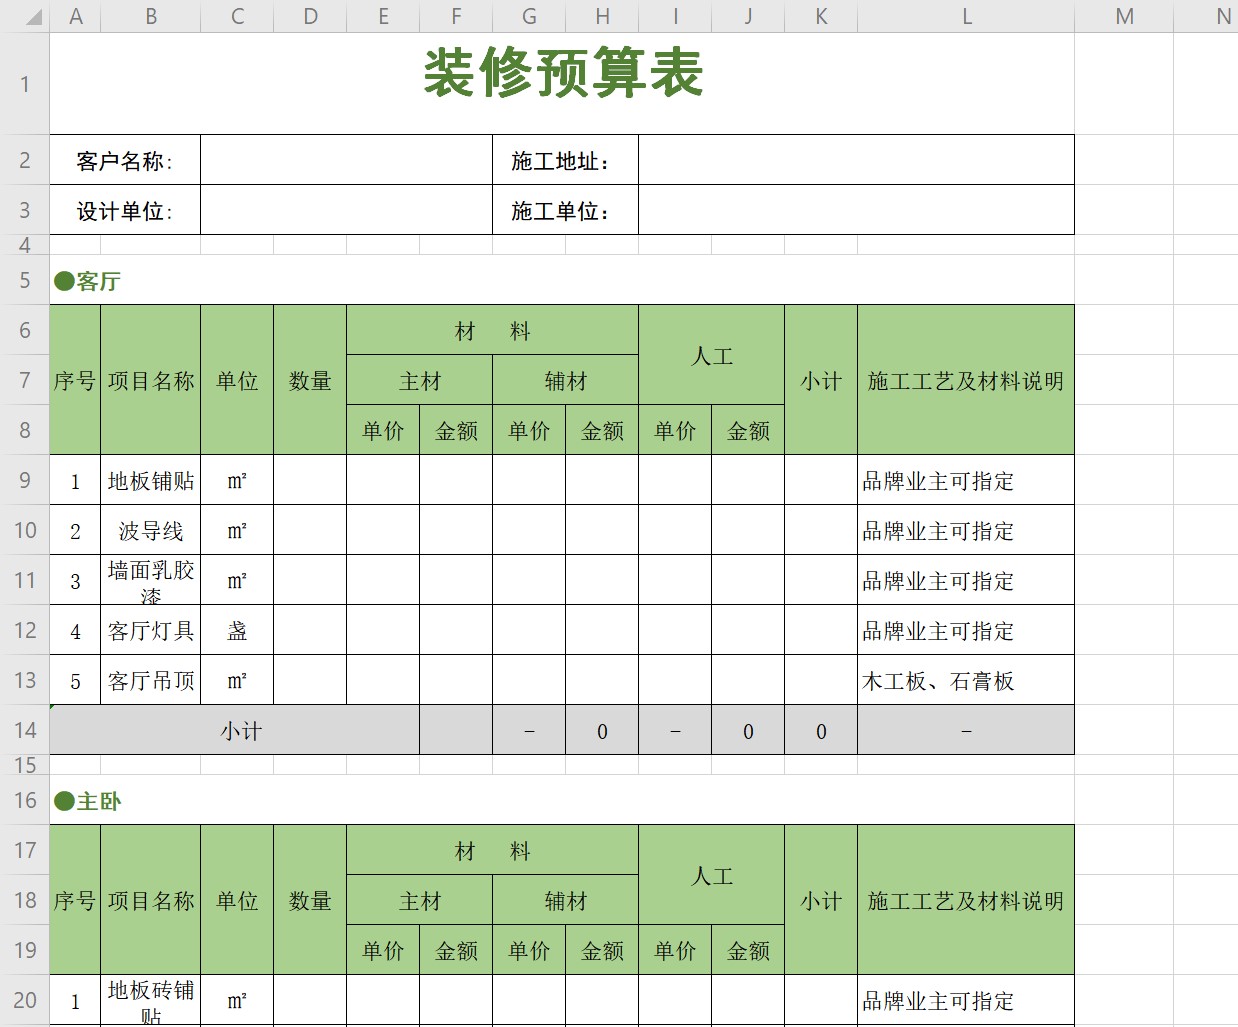 A B C D E F G H I J K L M N
1 装修预算表
2 客户名称: 施工地址：
3 设计单位: 施工单位：
4
5 ●客厅
6 材 料
人工
7 序号 项目名称 单位 数量 主材 辅材 小计 施工工艺及材料说明
8 单价 金额 单价 金额 单价 金额
9 1 地板铺贴 ㎡ 品牌业主可指定
10 2 波导线 ㎡ 品牌业主可指定
11 3 墙面乳胶漆 ㎡ 品牌业主可指定
12 4 客厅灯具 盏 品牌业主可指定
13 5 客厅吊顶 ㎡ 木工板、石膏板
14 小计 - 0 - 0 0 -
15
16 ●主卧
17 材 料
人工
18 序号 项目名称 单位 数量 主材 辅材 小计 施工工艺及材料说明
19 单价 金额 单价 金额 单价 金额
20 1 地板砖铺贴 ㎡ 品牌业主可指定